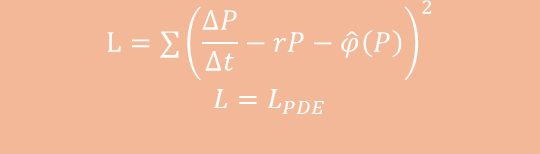 L = ∑(ΔP/Δt − rP − φ̂(P))²
L = L_PDE